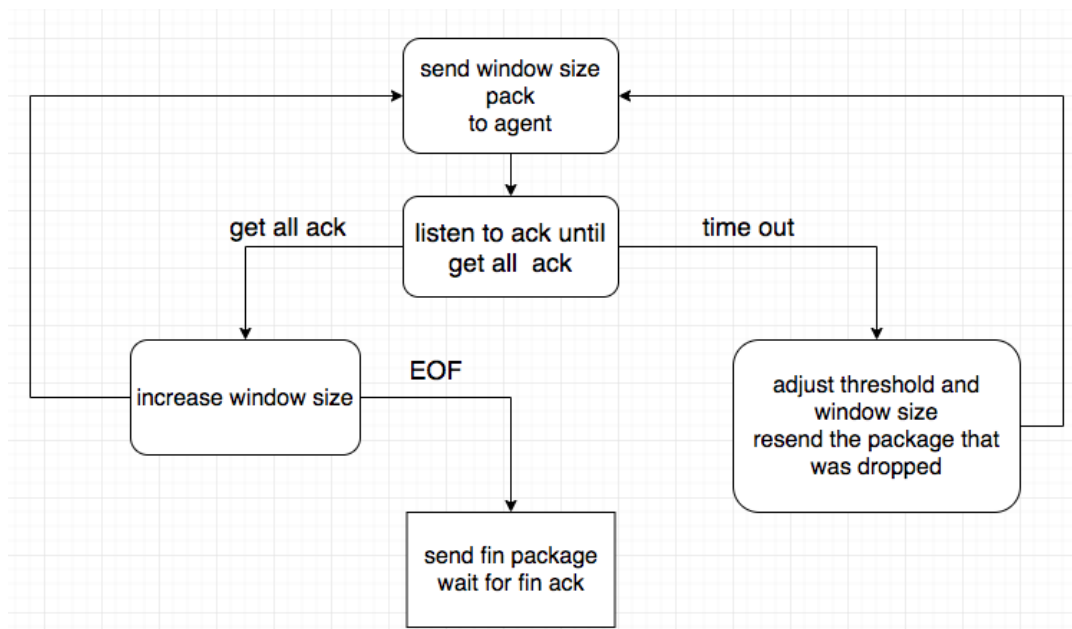 send window size
pack
to agent
get all ack
listen to ack until
get all ack
time out
increase window size
EOF
adjust threshold and
window size
resend the package that
was dropped
send fin package
wait for fin ack